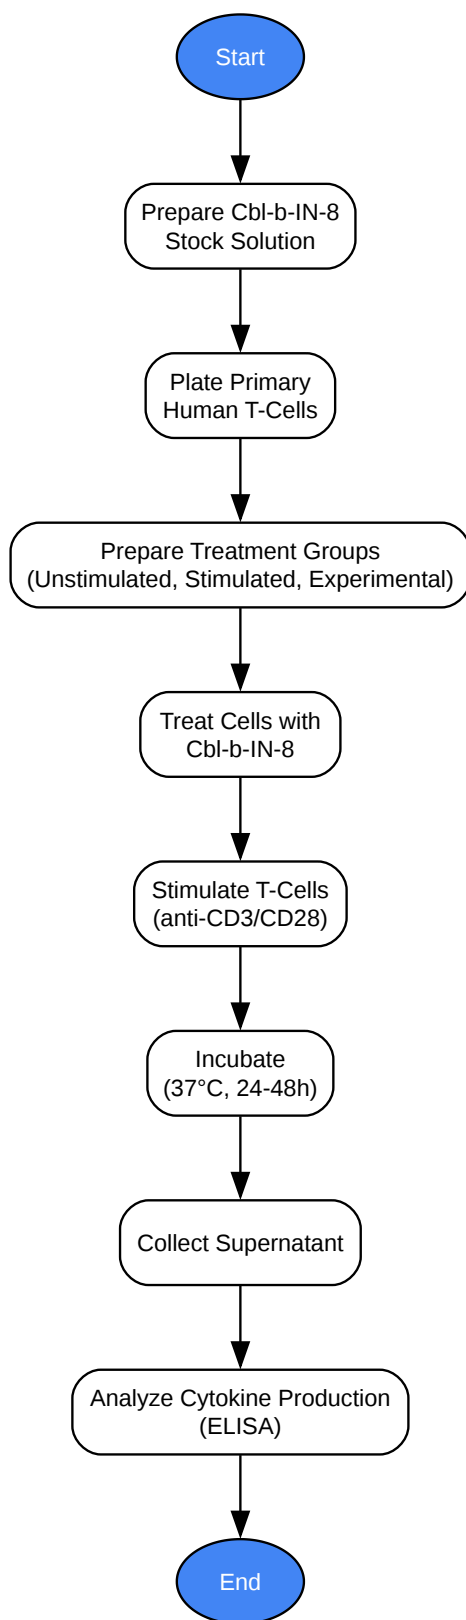 Start
Prepare Cbl-b-IN-8
Stock Solution
Plate Primary
Human T-Cells
Prepare Treatment Groups
(Unstimulated, Stimulated, Experimental)
Treat Cells with
Cbl-b-IN-8
Stimulate T-Cells
(anti-CD3/CD28)
Incubate
(37°C, 24-48h)
Collect Supernatant
Analyze Cytokine Production
(ELISA)
End